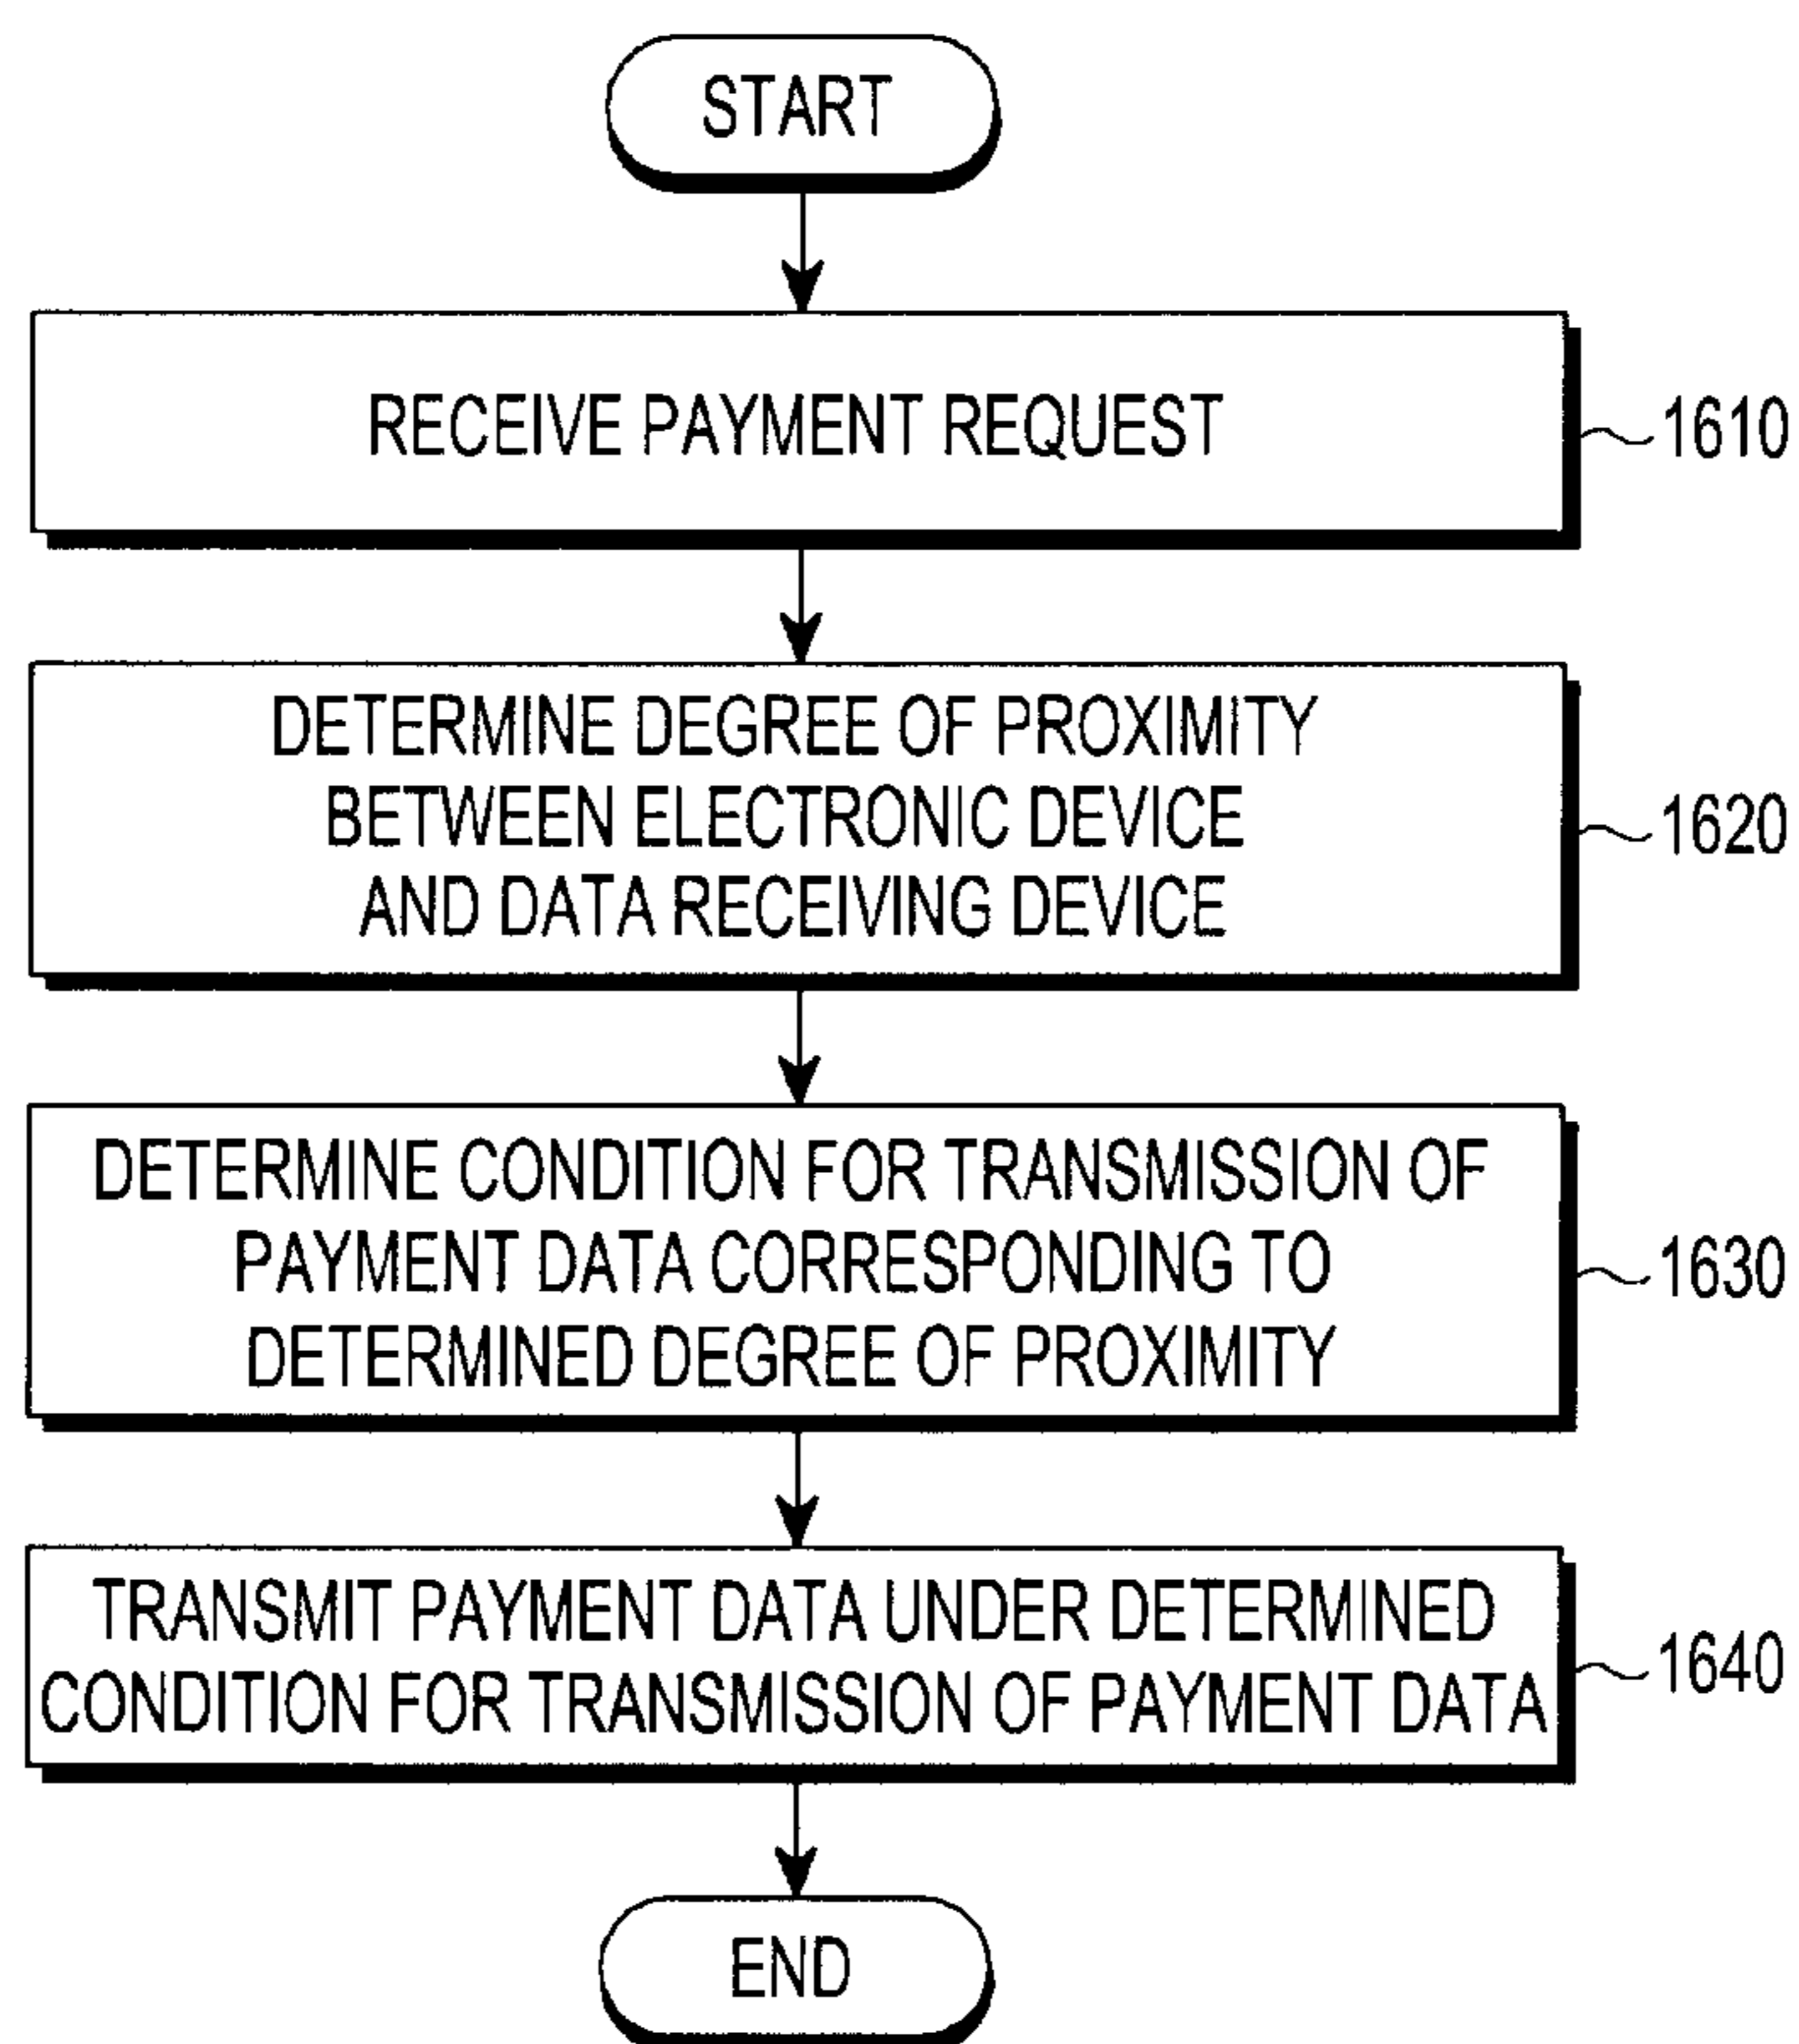 START
RECEIVE PAYMENT REQUEST
1610
DETERMINE DEGREE OF PROXIMITY
BETWEEN ELECTRONIC DEVICE
AND DATA RECEIVING DEVICE
1620
DETERMINE CONDITION FOR TRANSMISSION OF
PAYMENT DATA CORRESPONDING TO
DETERMINED DEGREE OF PROXIMITY
1630
TRANSMIT PAYMENT DATA UNDER DETERMINED
CONDITION FOR TRANSMISSION OF PAYMENT DATA
1640
END